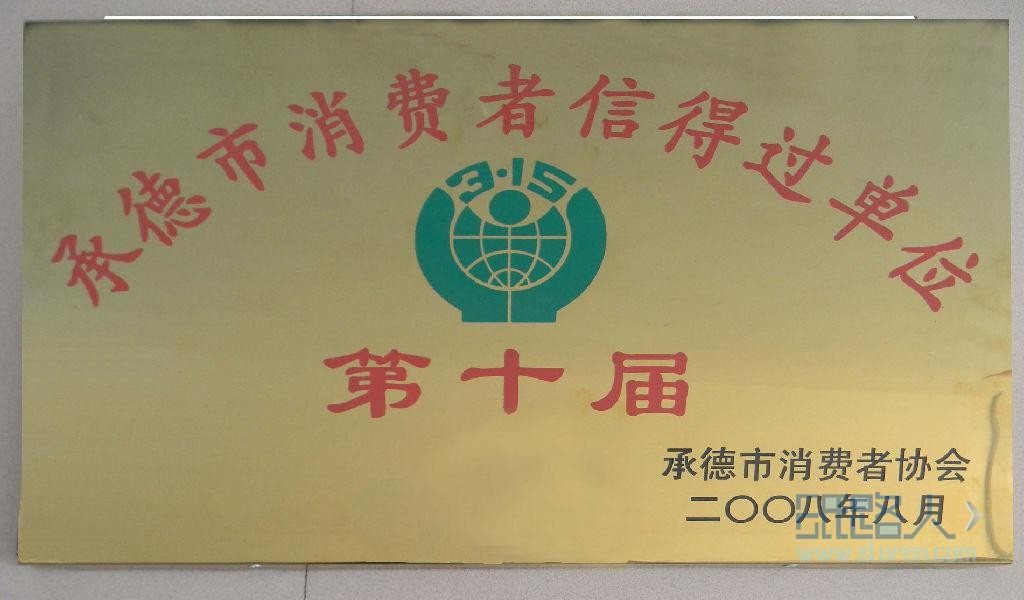 承德市消费者信得过单位
3·15
第十届
承德市消费者协会
二〇〇八年八月